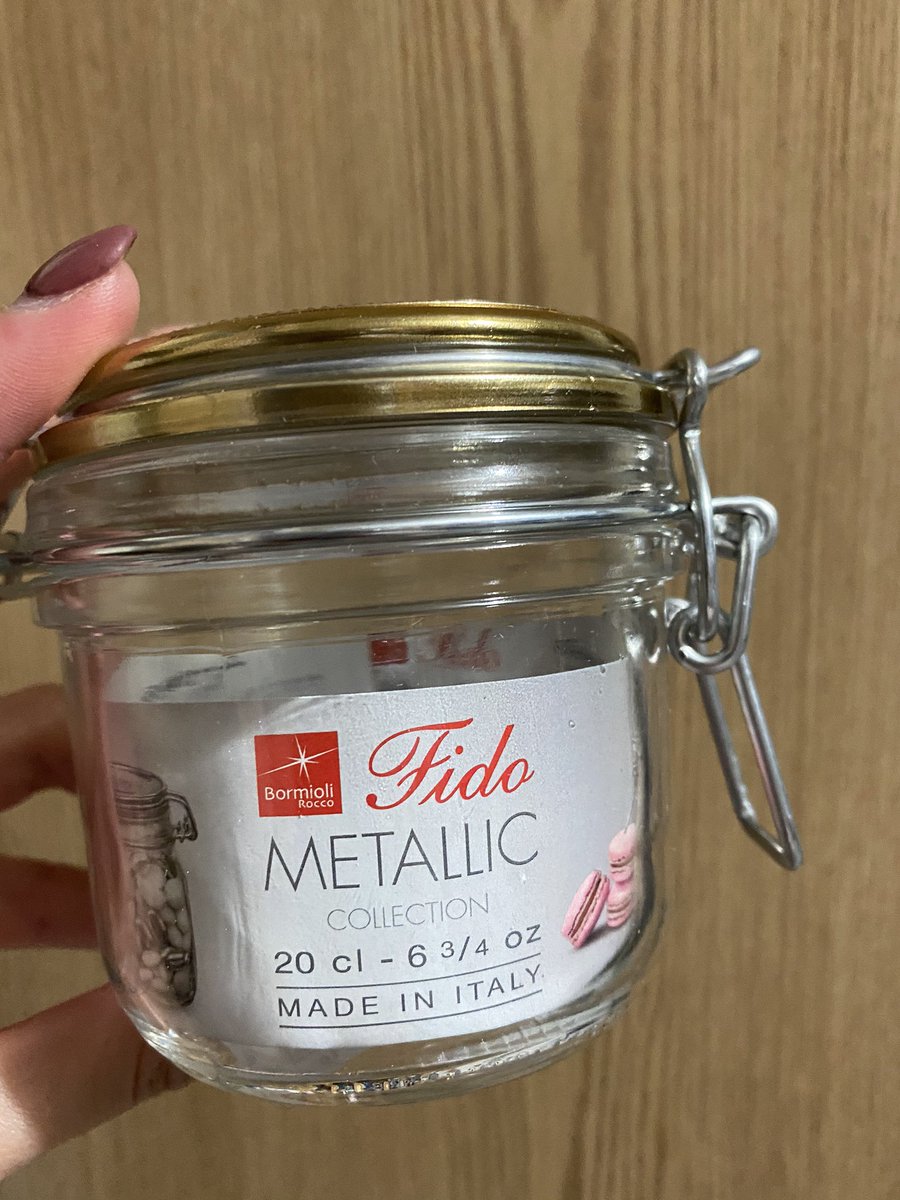 Bormioli
Rocco
Fido
METALLIC
COLLECTION
20 cl - 6 3/4 oz
MADE IN ITALY